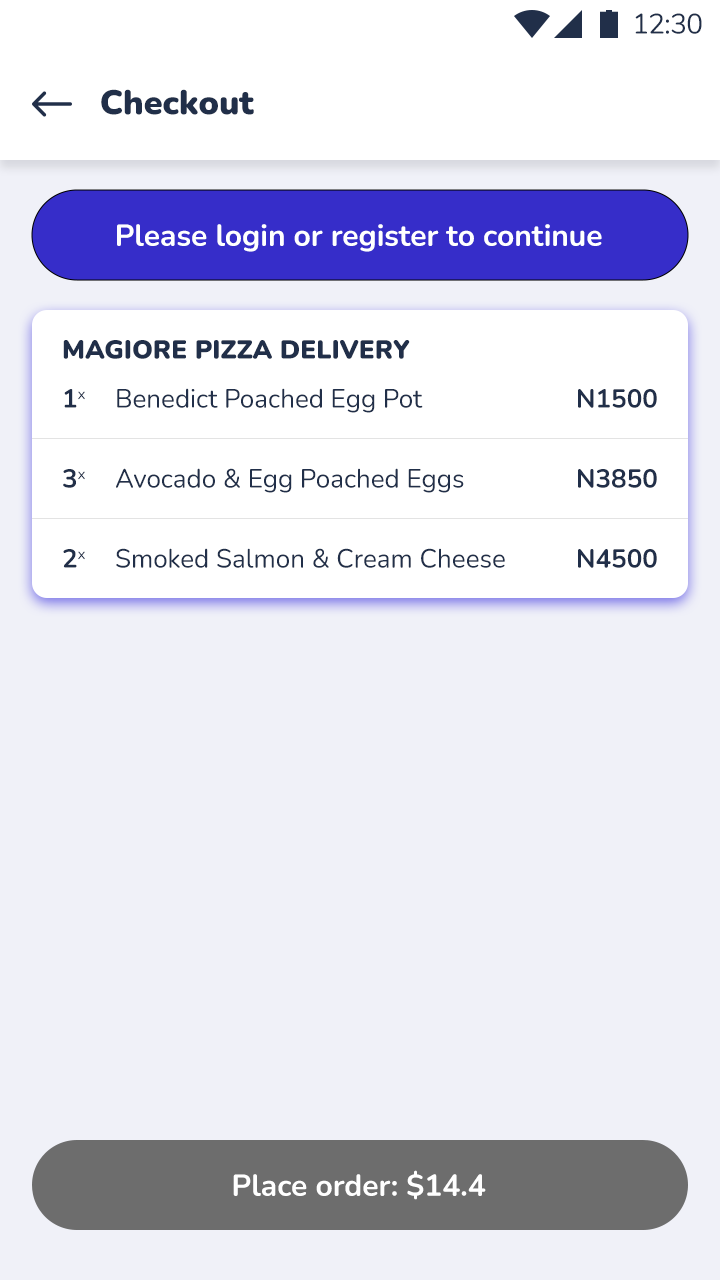 12:30
Checkout
Please login or register to continue
MAGIORE PIZZA DELIVERY
1x Benedict Poached Egg Pot N1500
3x Avocado & Egg Poached Eggs N3850
2x Smoked Salmon & Cream Cheese N4500
Place order: $14.4